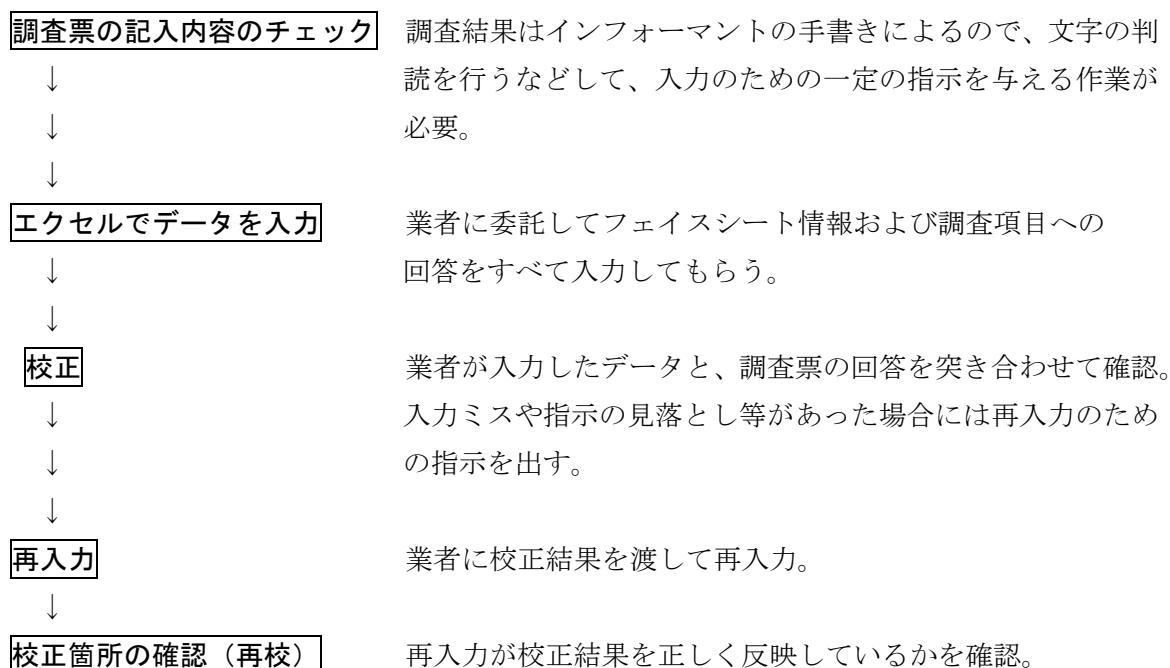 調査票の記入内容のチェック 調査結果はインフォーマントの手書きによるので、文字の判
↓ 読を行うなどして、入力のための一定の指示を与える作業が
↓ 必要。
↓
エクセルでデータを入力 業者に委託してフェイスシート情報および調査項目への
↓ 回答をすべて入力してもらう。
↓
校正 業者が入力したデータと、調査票の回答を突き合わせて確認。
↓ 入力ミスや指示の見落とし等があった場合には再入力のため
↓ の指示を出す。
↓
再入力 業者に校正結果を渡して再入力。
↓
校正箇所の確認（再校） 再入力が校正結果を正しく反映しているかを確認。